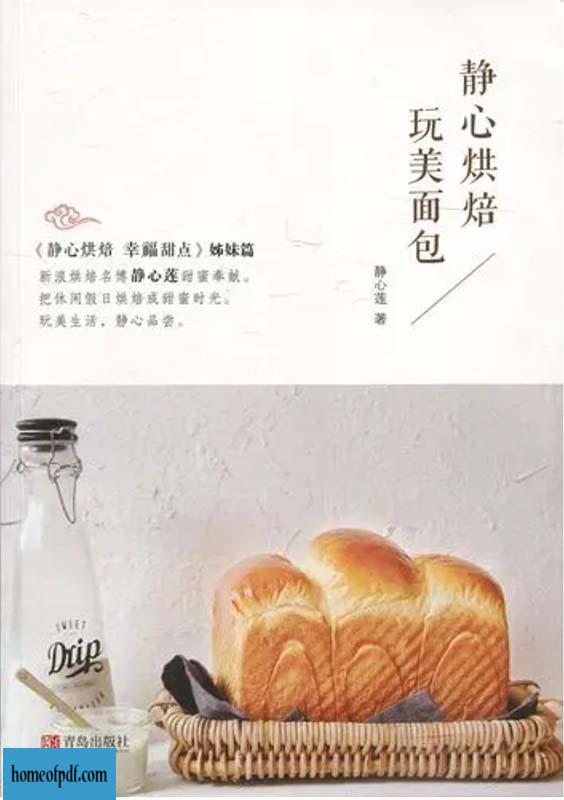 静心烘焙
玩美面包
静心莲 著
《静心烘焙 幸福甜点》姊妹篇
新浪烘焙名博静心莲甜蜜奉献。
把休闲假日烘焙成甜蜜时光。
玩美生活，静心品尝。
SWEET
Drip
青岛出版社
homeofpdf.com